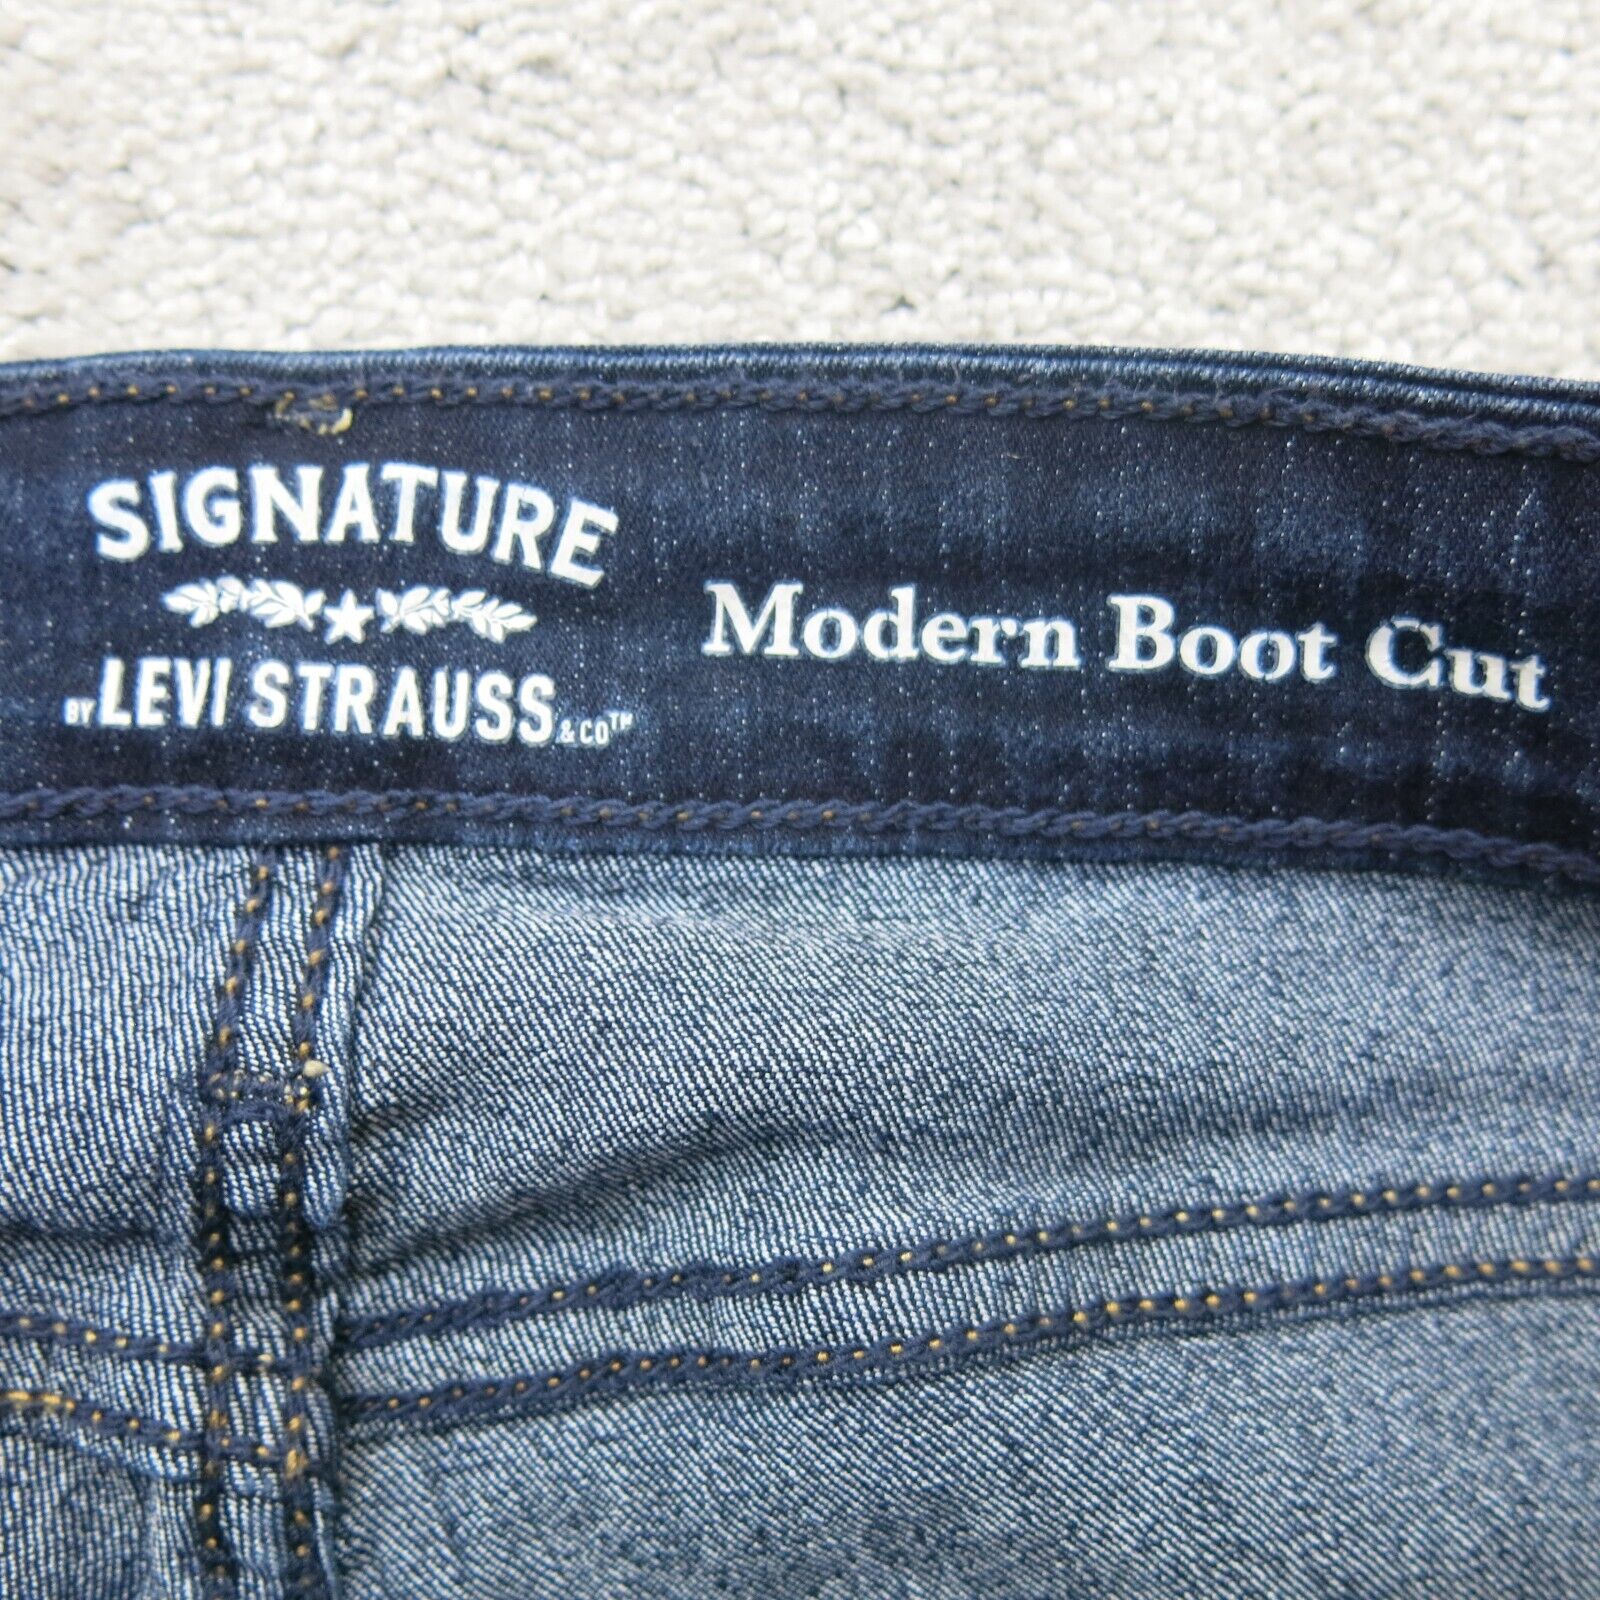 SIGNATURE
BY LEVI STRAUSS & CO™
Modern Boot Cut